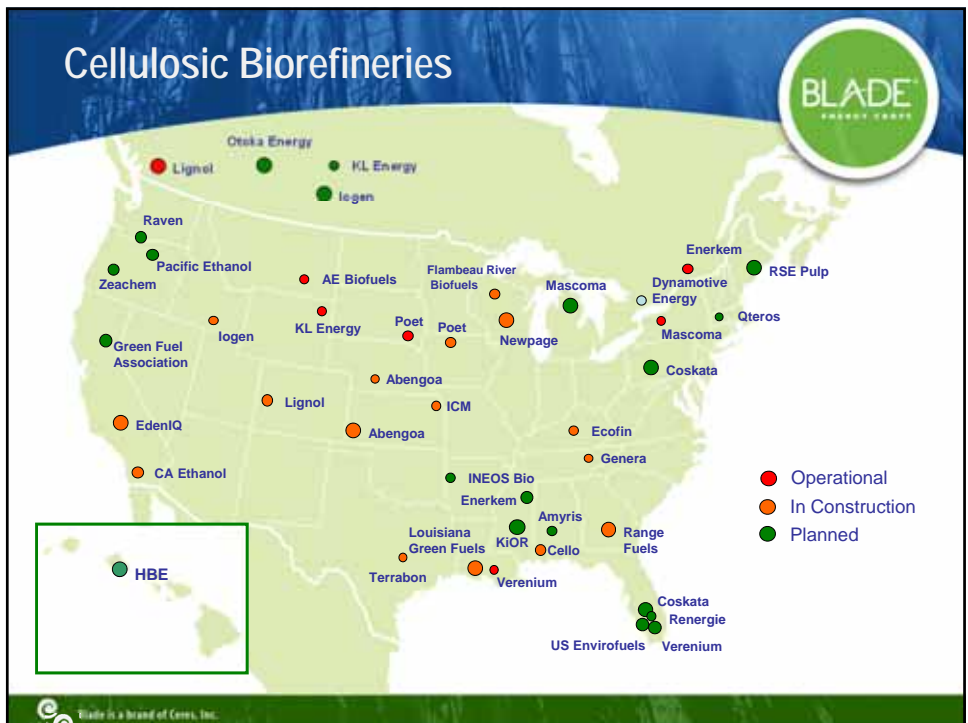 Cellulosic Biorefineries
BLADE
ENERGY CROPS
Otoka Energy
Lignol
KL Energy
Iogen
Raven
Pacific Ethanol
Zeachem
AE Biofuels
Flambeau River
Biofuels
Mascoma
Enerkem
RSE Pulp
Dynamotive
Energy
Iogen
KL Energy
Poet
Poet
Newpage
Mascoma
Qteros
Green Fuel
Association
Coskata
Abengoa
Lignol
ICM
EdenIQ
Abengoa
Ecofin
Genera
CA Ethanol
INEOS Bio
Operational
Enerkem
In Construction
Amyris
Louisiana
Green Fuels
KiOR
Cello
Range
Fuels
Planned
Terrabon
Verenium
HBE
Coskata
Renergie
US Envirofuels
Verenium
Blade is a brand of Ceres, Inc.